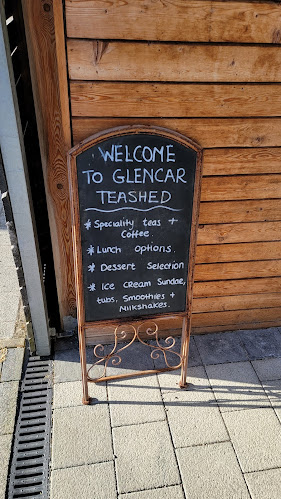 WELCOME
TO GLENCAR
TEASHED
* Speciality teas +
Coffee.
* Lunch Options.
* Dessert Selection
* Ice Cream Sundae,
tubs, Smoothies +
Milkshakes.